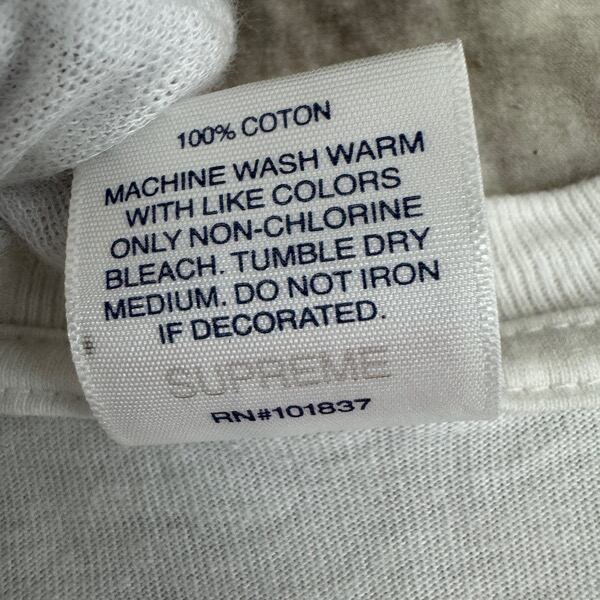 100% COTON
MACHINE WASH WARM
WITH LIKE COLORS
ONLY NON-CHLORINE
BLEACH. TUMBLE DRY
MEDIUM. DO NOT IRON
IF DECORATED.
SUPREME
RN#101837